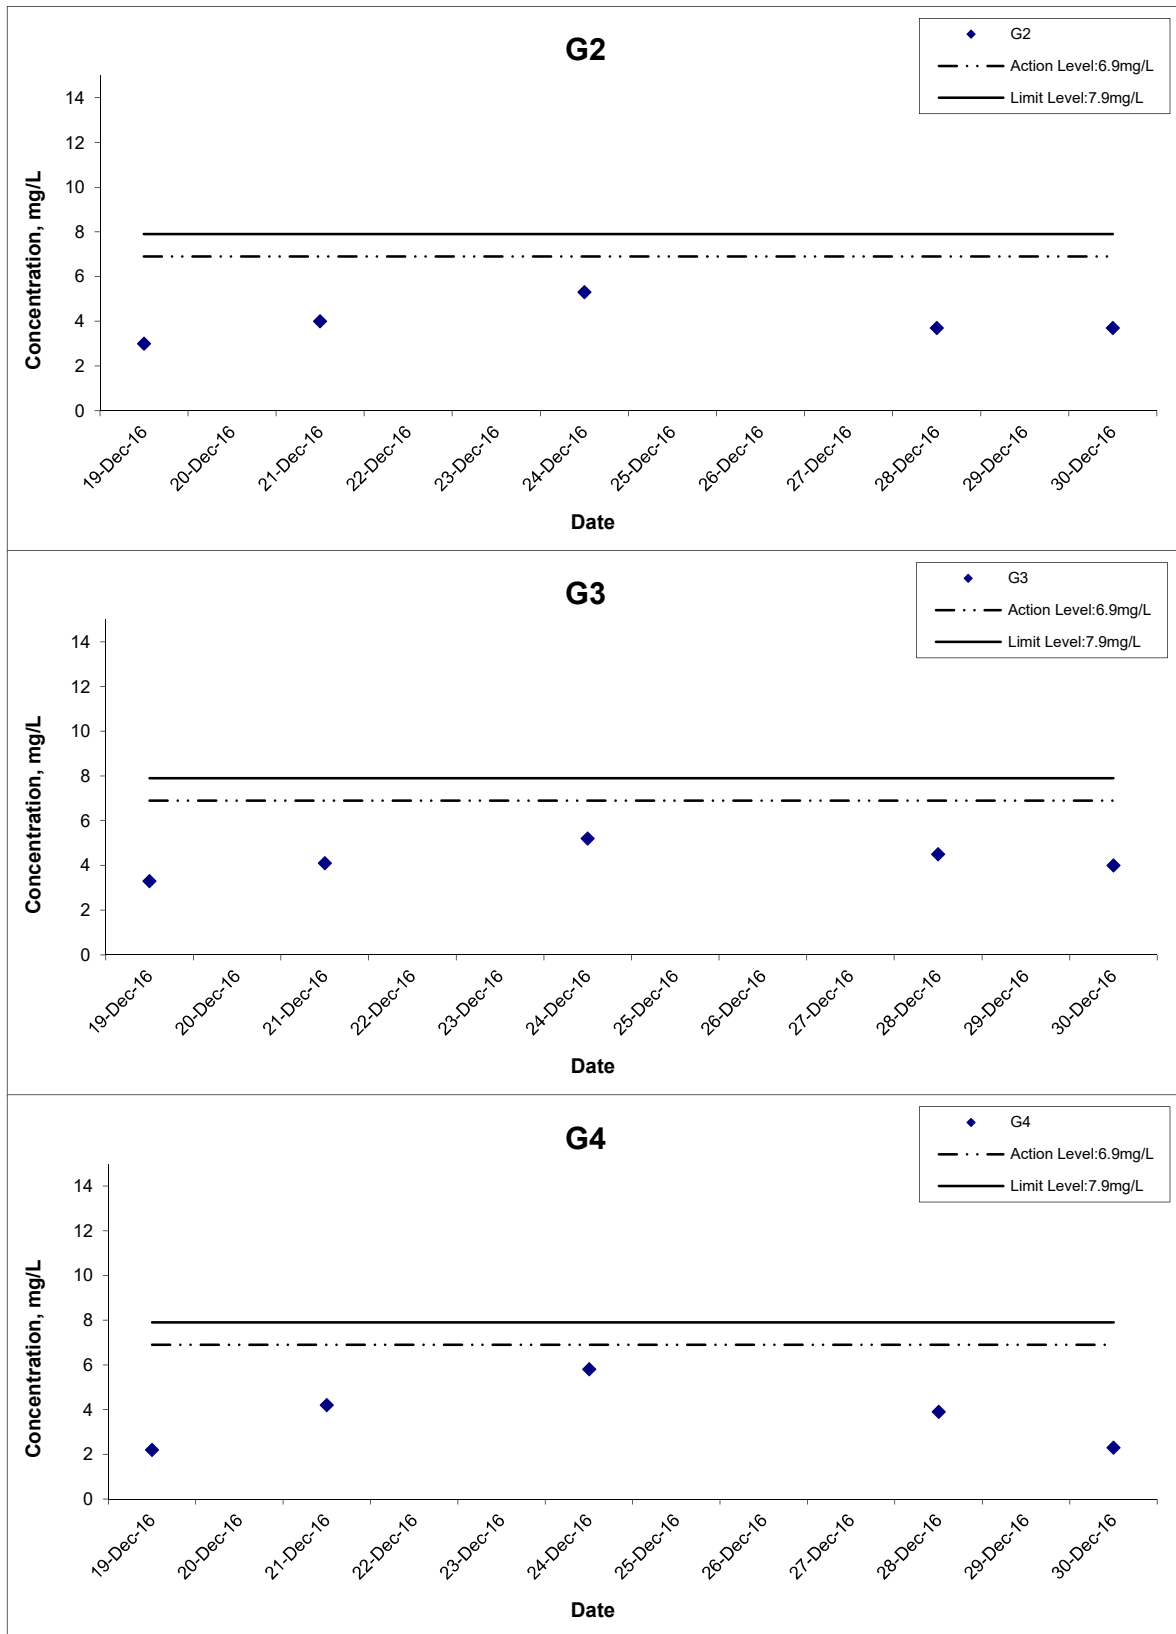 G2
G2
Action Level:6.9mg/L
Limit Level:7.9mg/L
Concentration, mg/L
14
12
10
8
6
4
2
0
19-Dec-16
20-Dec-16
21-Dec-16
22-Dec-16
23-Dec-16
24-Dec-16
25-Dec-16
26-Dec-16
27-Dec-16
28-Dec-16
29-Dec-16
30-Dec-16
Date
G3
G3
Action Level:6.9mg/L
Limit Level:7.9mg/L
Concentration, mg/L
14
12
10
8
6
4
2
0
19-Dec-16
20-Dec-16
21-Dec-16
22-Dec-16
23-Dec-16
24-Dec-16
25-Dec-16
26-Dec-16
27-Dec-16
28-Dec-16
29-Dec-16
30-Dec-16
Date
G4
G4
Action Level:6.9mg/L
Limit Level:7.9mg/L
Concentration, mg/L
14
12
10
8
6
4
2
0
19-Dec-16
20-Dec-16
21-Dec-16
22-Dec-16
23-Dec-16
24-Dec-16
25-Dec-16
26-Dec-16
27-Dec-16
28-Dec-16
29-Dec-16
30-Dec-16
Date